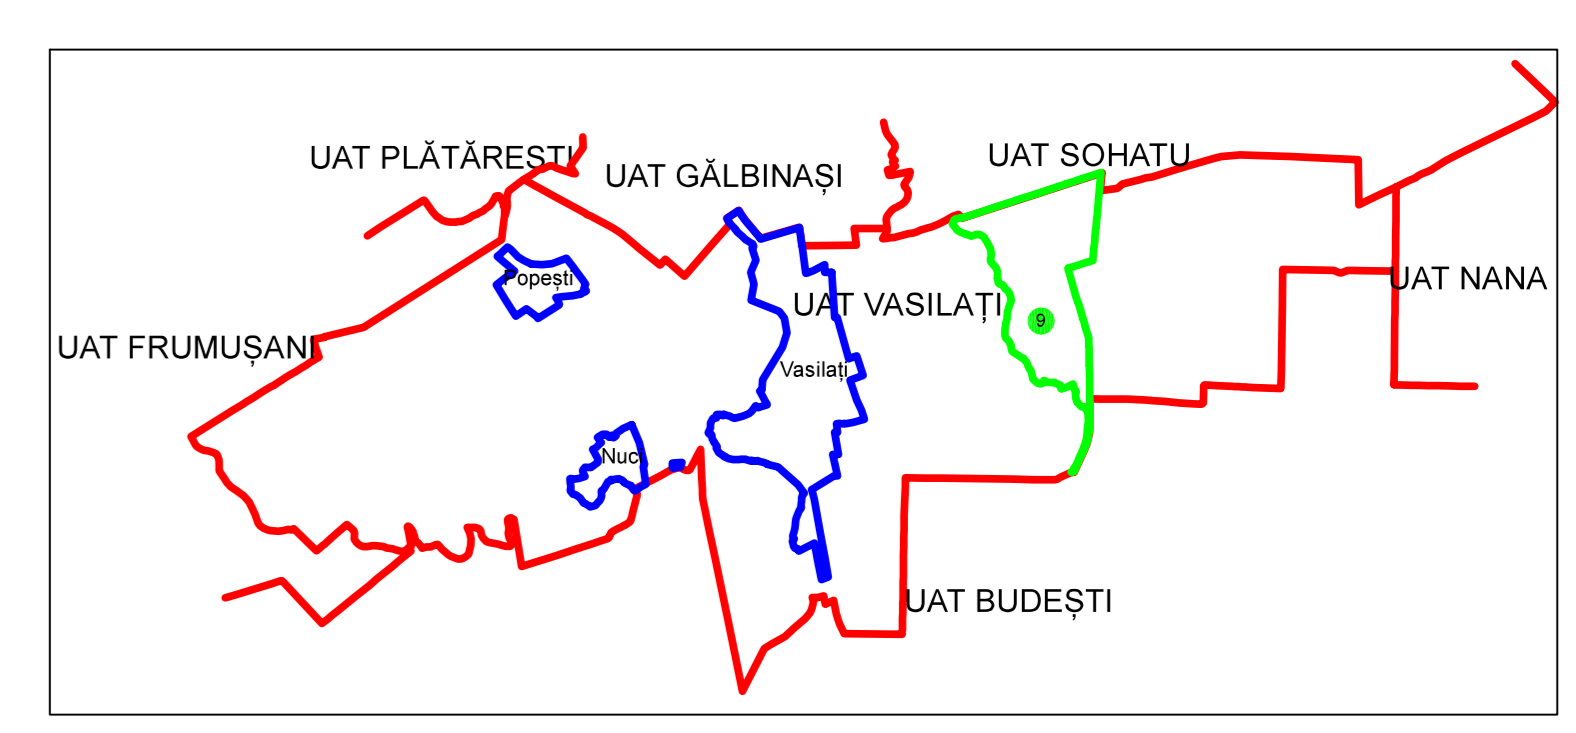 UAT PLĂTĂREȘTI
UAT GĂLBINAȘI
UAT SOHATU
Popești
UAT NANA
UAT VASILAȚI
9
UAT FRUMUȘANI
Vasilați
Nuci
UAT BUDEȘTI